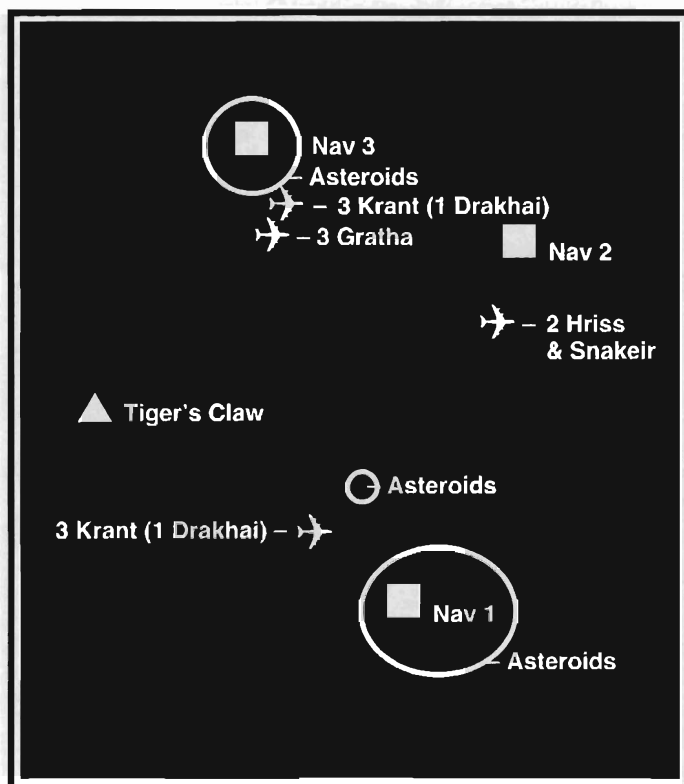 Nav 3
Asteroids
– 3 Krant (1 Drakhai)
– 3 Gratha
Nav 2
– 2 Hriss
& Snakeir
Tiger's Claw
Asteroids
3 Krant (1 Drakhai) –
Nav 1
Asteroids